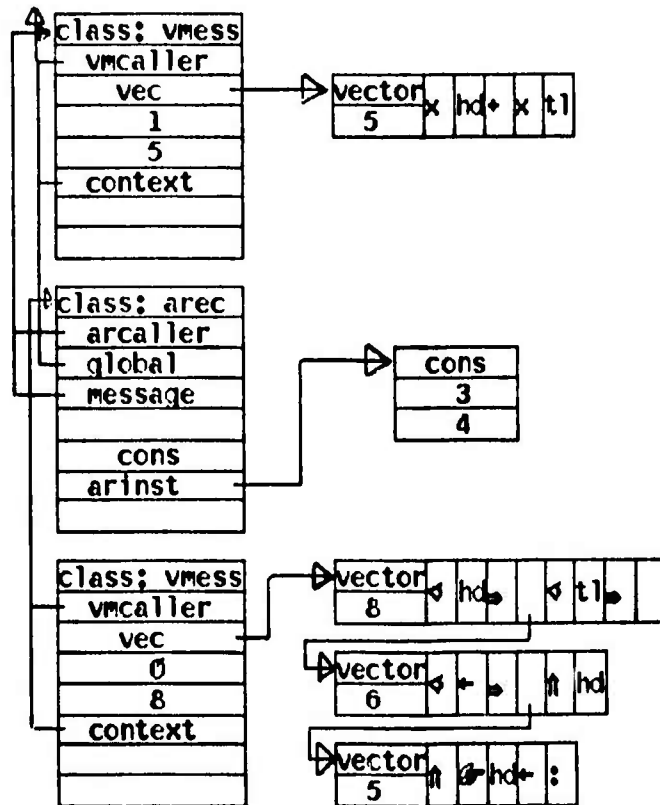 class: vmess
vmcaller
vec
1
5
context
vector
5
x hd + x tl
class: arec
arcaller
global
message
cons
arinst
cons
3
4
class: vmess
vmcaller
vec
0
8
context
vector
8
∢ hd ⇒ ∢ tl ⇒
vector
6
∢ ← ⇒ ⇑ hd
vector
5
⇑ ☞ hd ← :